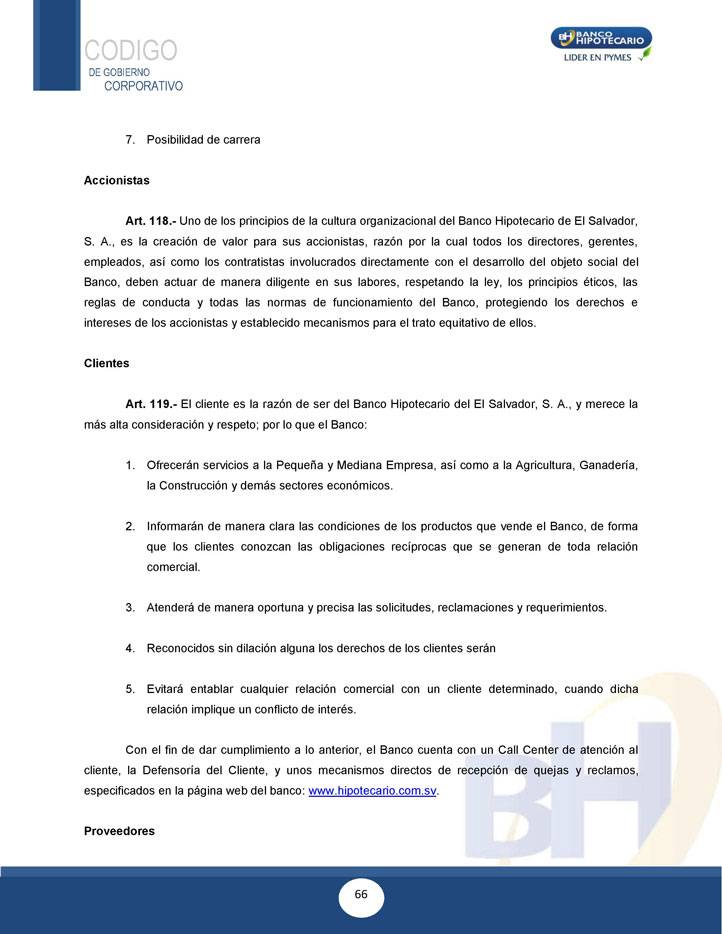 CODIGO
DE GOBIERNO
CORPORATIVO
BH BANCO
HIPOTECARIO
LIDER EN PYMES
7. Posibilidad de carrera
Accionistas
Art. 118.- Uno de los principios de la cultura organizacional del Banco Hipotecario de El Salvador,
S. A., es la creación de valor para sus accionistas, razón por la cual todos los directores, gerentes,
empleados, así como los contratistas involucrados directamente con el desarrollo del objeto social del
Banco, deben actuar de manera diligente en sus labores, respetando la ley, los principios éticos, las
reglas de conducta y todas las normas de funcionamiento del Banco, protegiendo los derechos e
intereses de los accionistas y establecido mecanismos para el trato equitativo de ellos.
Clientes
Art. 119.- El cliente es la razón de ser del Banco Hipotecario del El Salvador, S. A., y merece la
más alta consideración y respeto; por lo que el Banco:
1. Ofrecerán servicios a la Pequeña y Mediana Empresa, así como a la Agricultura, Ganadería,
la Construcción y demás sectores económicos.
2. Informarán de manera clara las condiciones de los productos que vende el Banco, de forma
que los clientes conozcan las obligaciones recíprocas que se generan de toda relación
comercial.
3. Atenderá de manera oportuna y precisa las solicitudes, reclamaciones y requerimientos.
4. Reconocidos sin dilación alguna los derechos de los clientes serán
5. Evitará entablar cualquier relación comercial con un cliente determinado, cuando dicha
relación implique un conflicto de interés.
Con el fin de dar cumplimiento a lo anterior, el Banco cuenta con un Call Center de atención al
cliente, la Defensoría del Cliente, y unos mecanismos directos de recepción de quejas y reclamos,
especificados en la página web del banco: www.hipotecario.com.sv.
BH
Proveedores
66